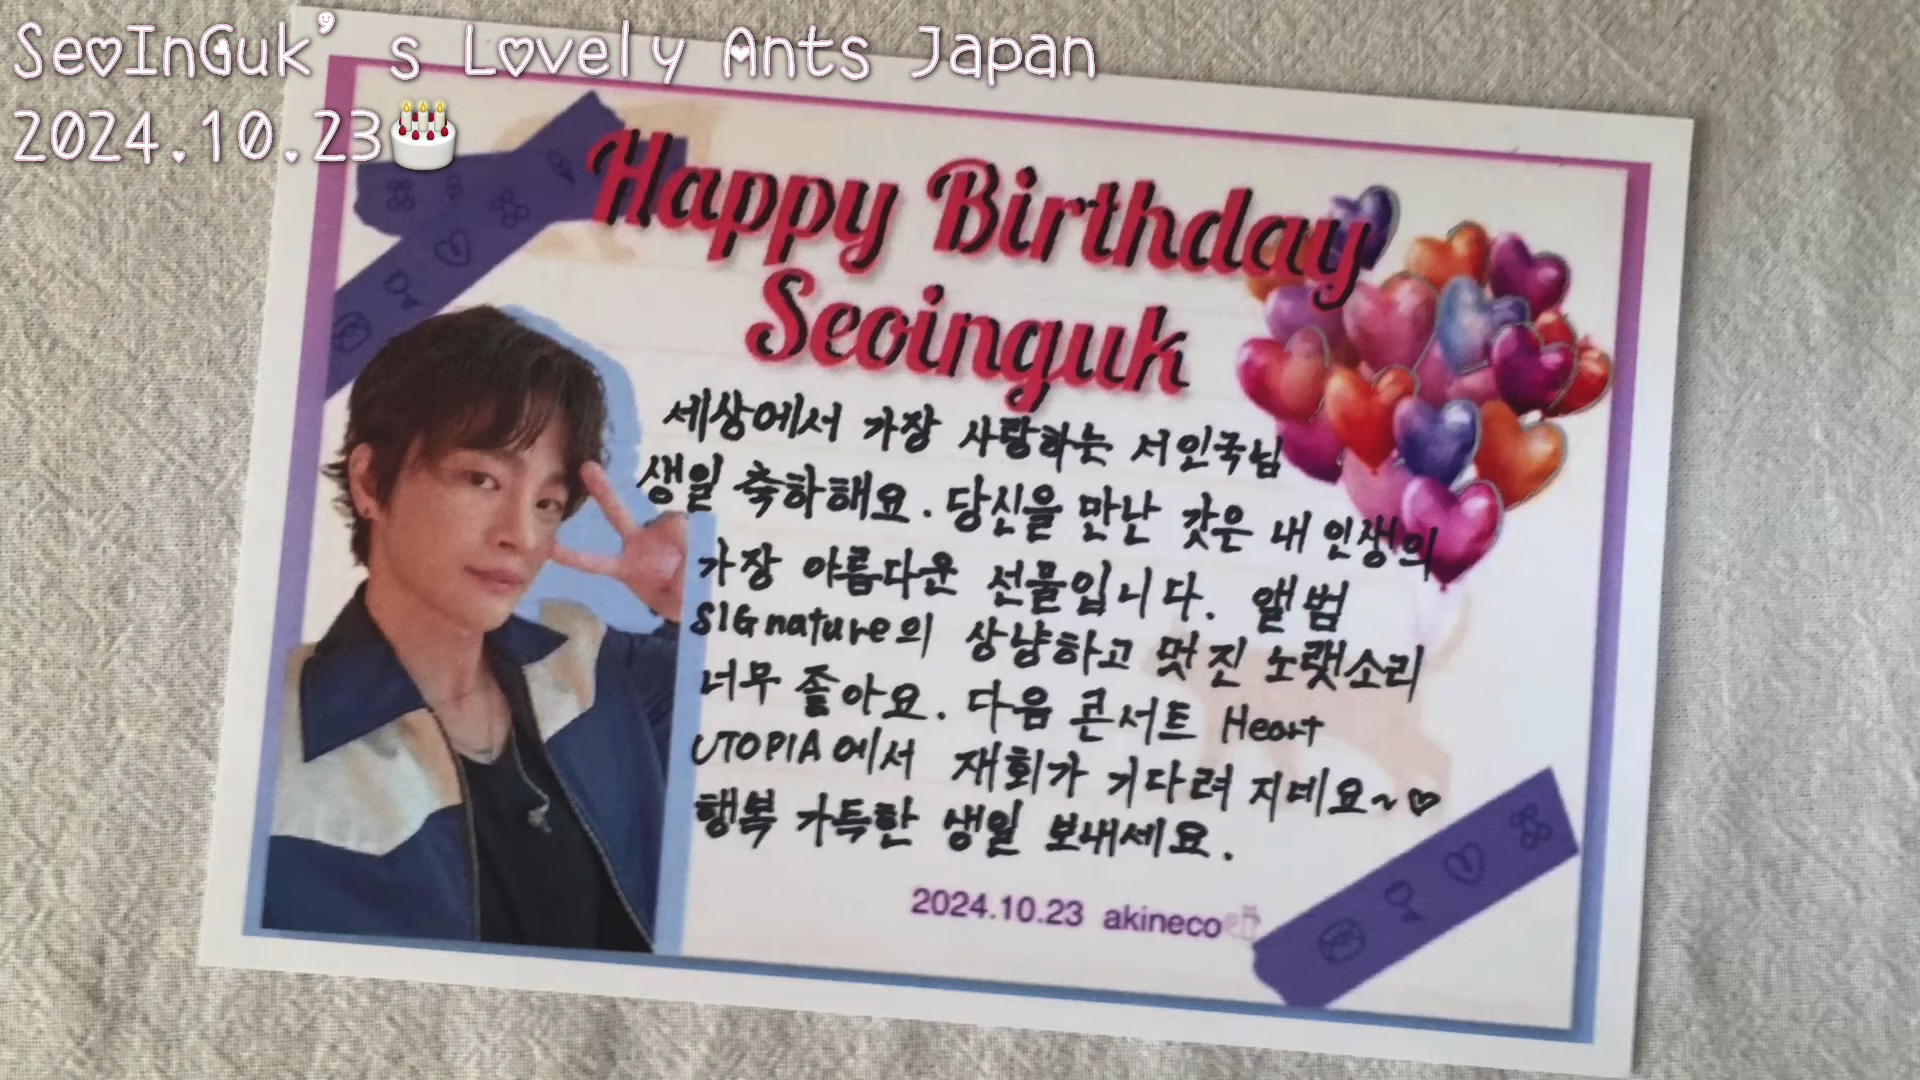 SeoInGuk's Lovely Ants Japan
2024.10.23
Happy Birthday
Seoinguk
세상에서 가장 사랑하는 서인국님
생일 축하해요. 당신을 만난 갓은 내 인생의
가장 아름다운 선물입니다. 앨범
SIGnature의 상냥하고 멋진 노랫소리
너무 좋아요. 다음 콘서트 Heart
UTOPIA에서 재회가 기다려 지네요~♡
행복 가득한 생일 보내세요.
2024.10.23 akineco